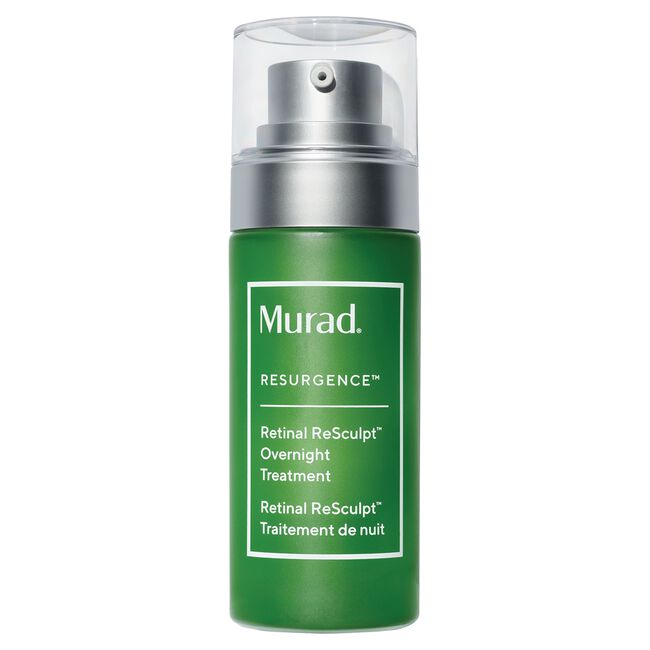 Murad®
RESURGENCE™
Retinal ReSculpt™
Overnight
Treatment
Retinal ReSculpt™
Traitement de nuit